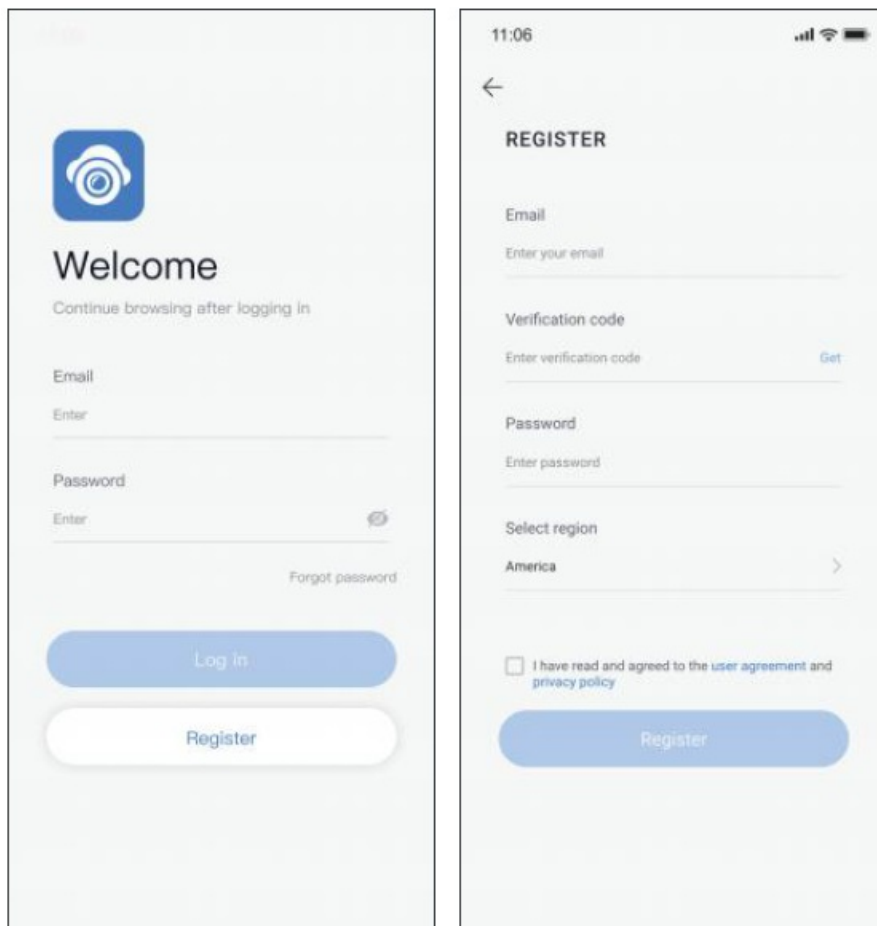 Welcome
Continue browsing after logging in
Email
Enter
Password
Enter
Forgot password
Log in
Register
11:06
REGISTER
Email
Enter your email
Verification code
Enter verification code Get
Password
Enter password
Select region
America
I have read and agreed to the user agreement and
privacy policy
Register